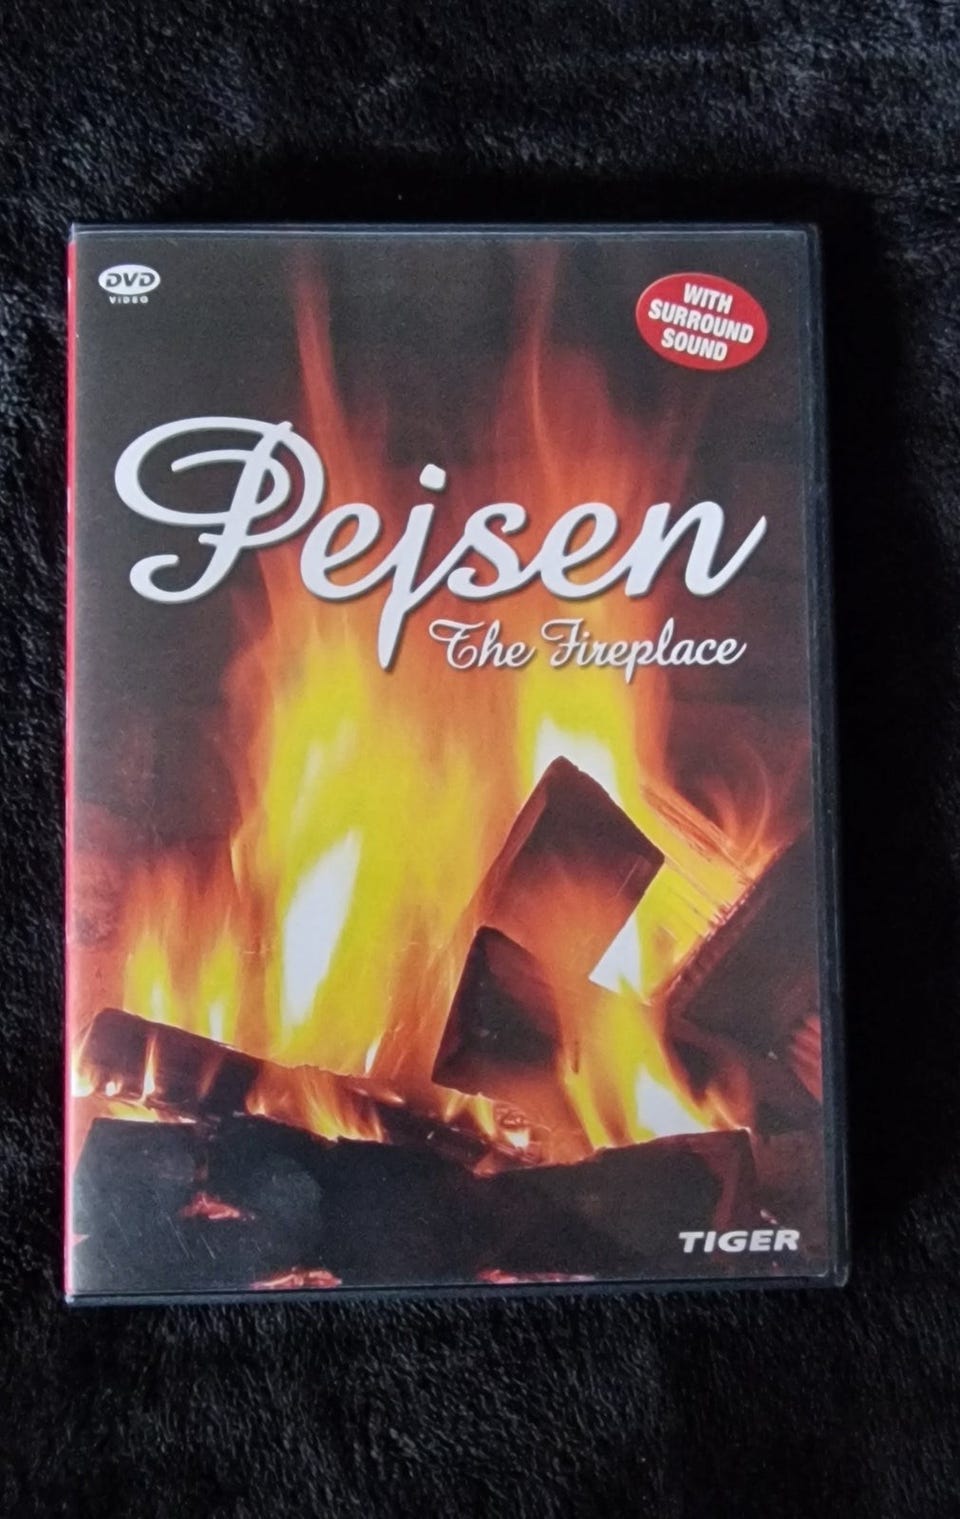 DVD
VIDEO
WITH
SURROUND
SOUND
Pejsen
The Fireplace
TIGER